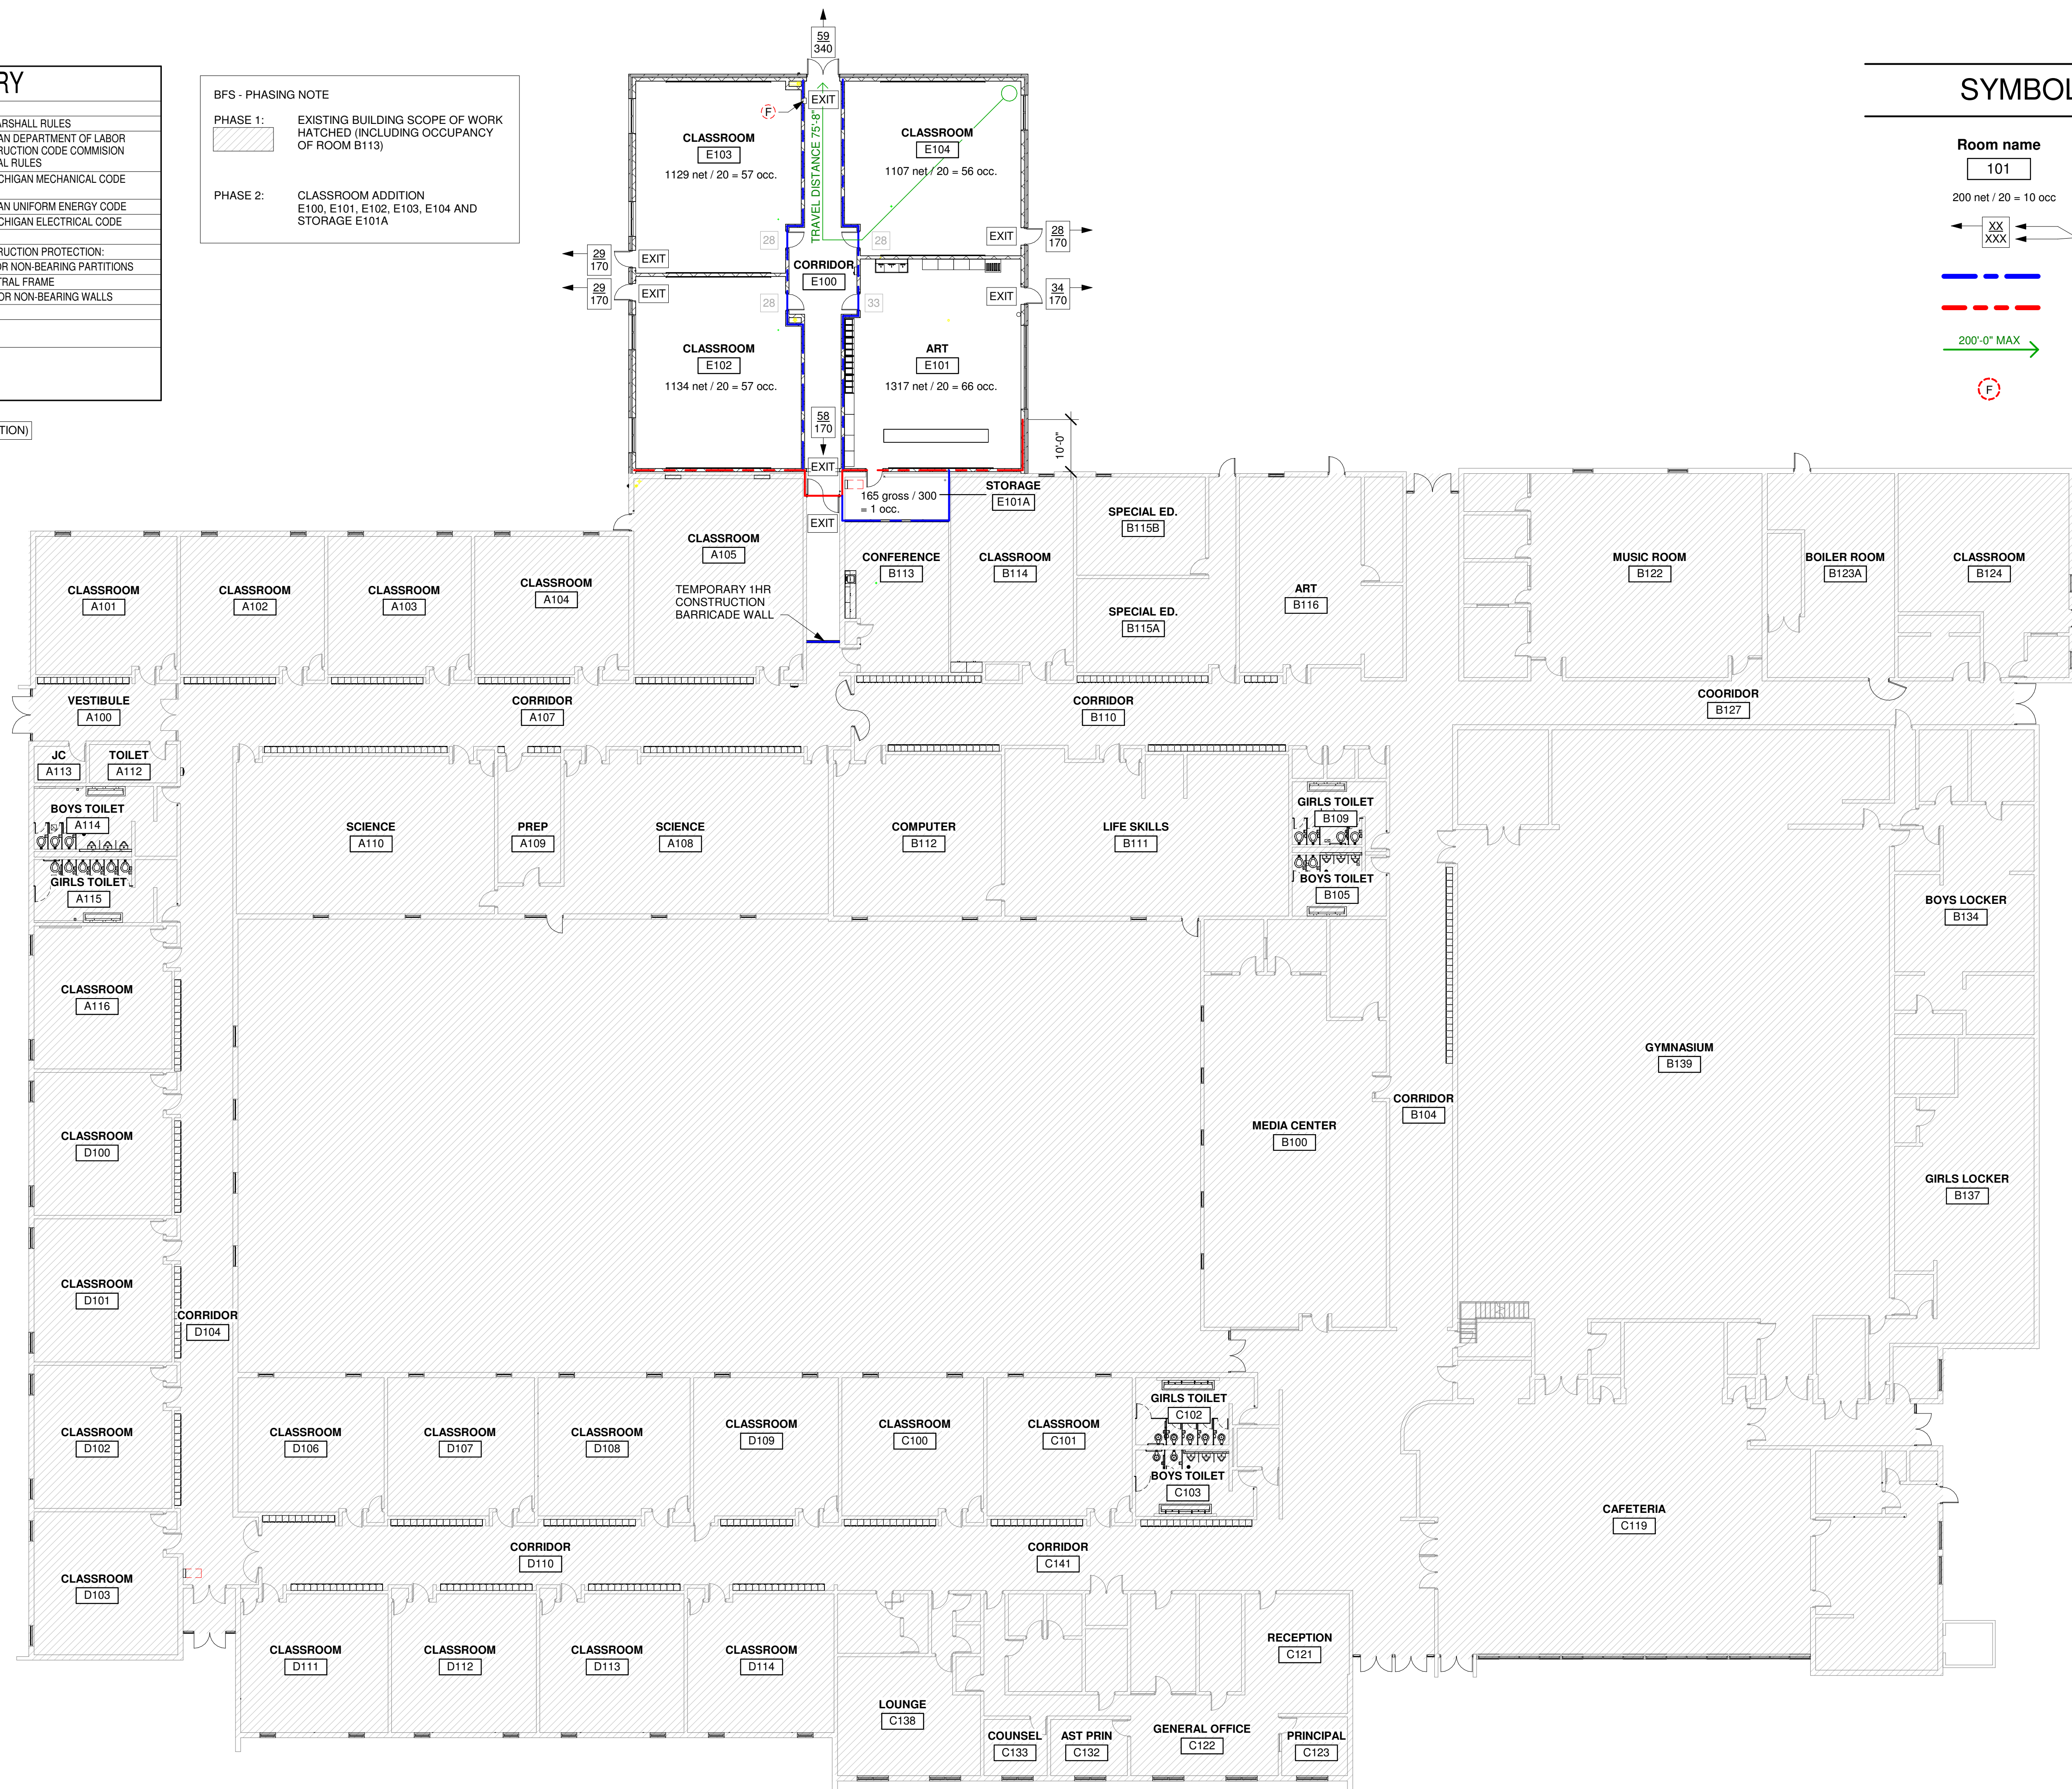 RY
ARSHALL RULES
AN DEPARTMENT OF LABOR
RUCTION CODE COMMISION
AL RULES
CHIGAN MECHANICAL CODE
AN UNIFORM ENERGY CODE
CHIGAN ELECTRICAL CODE
RUCTION PROTECTION:
OR NON-BEARING PARTITIONS
TRAL FRAME
OR NON-BEARING WALLS
TION)
BFS - PHASING NOTE
PHASE 1: EXISTING BUILDING SCOPE OF WORK
HATCHED (INCLUDING OCCUPANCY
OF ROOM B113)
PHASE 2: CLASSROOM ADDITION
E100, E101, E102, E103, E104 AND
STORAGE E101A
SYMBOL
Room name
101
200 net / 20 = 10 occ
XX
XXX
200'-0" MAX
F
59
340
EXIT
F
TRAVEL DISTANCE 75'-8"
CLASSROOM
E103
1129 net / 20 = 57 occ.
CLASSROOM
E104
1107 net / 20 = 56 occ.
28
28
EXIT
28
170
29
170
EXIT
CORRIDOR
E100
29
170
EXIT
28
33
EXIT
34
170
CLASSROOM
E102
1134 net / 20 = 57 occ.
ART
E101
1317 net / 20 = 66 occ.
58
170
EXIT
10'-0"
165 gross / 300
= 1 occ.
STORAGE
E101A
EXIT
CLASSROOM
A101
CLASSROOM
A102
CLASSROOM
A103
CLASSROOM
A104
CLASSROOM
A105
TEMPORARY 1HR
CONSTRUCTION
BARRICADE WALL
CONFERENCE
B113
CLASSROOM
B114
SPECIAL ED.
B115B
SPECIAL ED.
B115A
ART
B116
MUSIC ROOM
B122
BOILER ROOM
B123A
CLASSROOM
B124
VESTIBULE
A100
CORRIDOR
A107
CORRIDOR
B110
COORIDOR
B127
JC
A113
TOILET
A112
BOYS TOILET
A114
GIRLS TOILET
A115
SCIENCE
A110
PREP
A109
SCIENCE
A108
COMPUTER
B112
LIFE SKILLS
B111
GIRLS TOILET
B109
BOYS TOILET
B105
BOYS LOCKER
B134
CLASSROOM
A116
GYMNASIUM
B139
CORRIDOR
B104
MEDIA CENTER
B100
CLASSROOM
D100
GIRLS LOCKER
B137
CLASSROOM
D101
CORRIDOR
D104
CLASSROOM
D102
CLASSROOM
D106
CLASSROOM
D107
CLASSROOM
D108
CLASSROOM
D109
CLASSROOM
C100
CLASSROOM
C101
GIRLS TOILET
C102
BOYS TOILET
C103
CAFETERIA
C119
CORRIDOR
D110
CORRIDOR
C141
CLASSROOM
D103
CLASSROOM
D111
CLASSROOM
D112
CLASSROOM
D113
CLASSROOM
D114
RECEPTION
C121
LOUNGE
C138
COUNSEL
C133
AST PRIN
C132
GENERAL OFFICE
C122
PRINCIPAL
C123